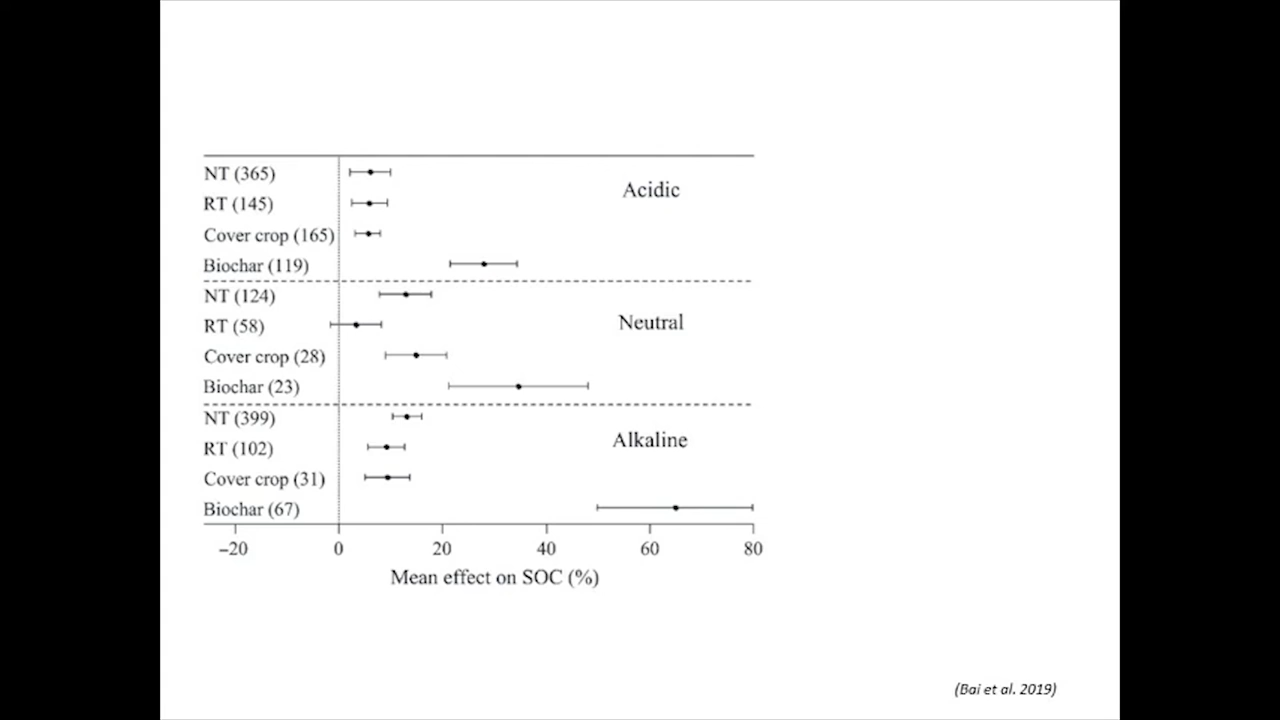 NT (365)
RT (145)
Cover crop (165)
Biochar (119)
Acidic
NT (124)
RT (58)
Cover crop (28)
Biochar (23)
Neutral
NT (399)
RT (102)
Cover crop (31)
Biochar (67)
Alkaline
−20 0 20 40 60 80
Mean effect on SOC (%)
(Bai et al. 2019)